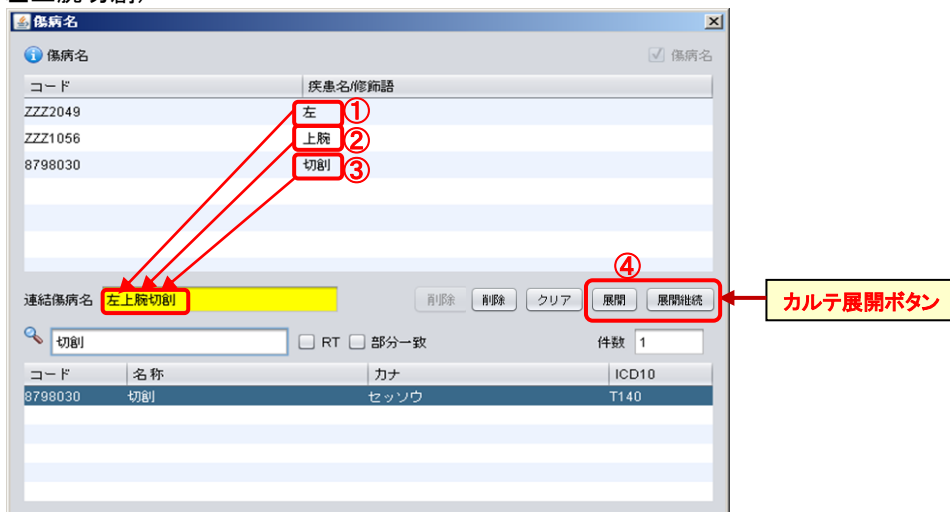 傷病名
傷病名 傷病名
コード 疾患名/修飾語
ZZZ2049 左 ①
ZZZ1056 上腕 ②
8798030 切創 ③
④
連結傷病名 左上腕切創 削除 削除 クリア 展開 展開継続
カルテ展開ボタン
切創 RT 部分一致 件数 1
コード 名称 カナ ICD10
8798030 切創 セッソウ T140